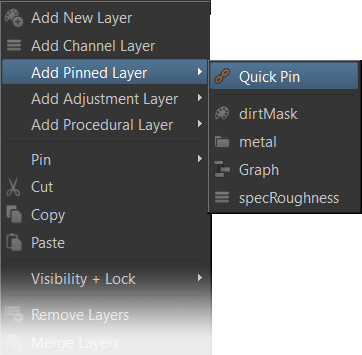 Add New Layer
Add Channel Layer
Add Pinned Layer
Add Adjustment Layer
Add Procedural Layer
Pin
Cut
Copy
Paste
Visibility + Lock
Remove Layers
Merge Layers
Quick Pin
dirtMask
metal
Graph
specRoughness